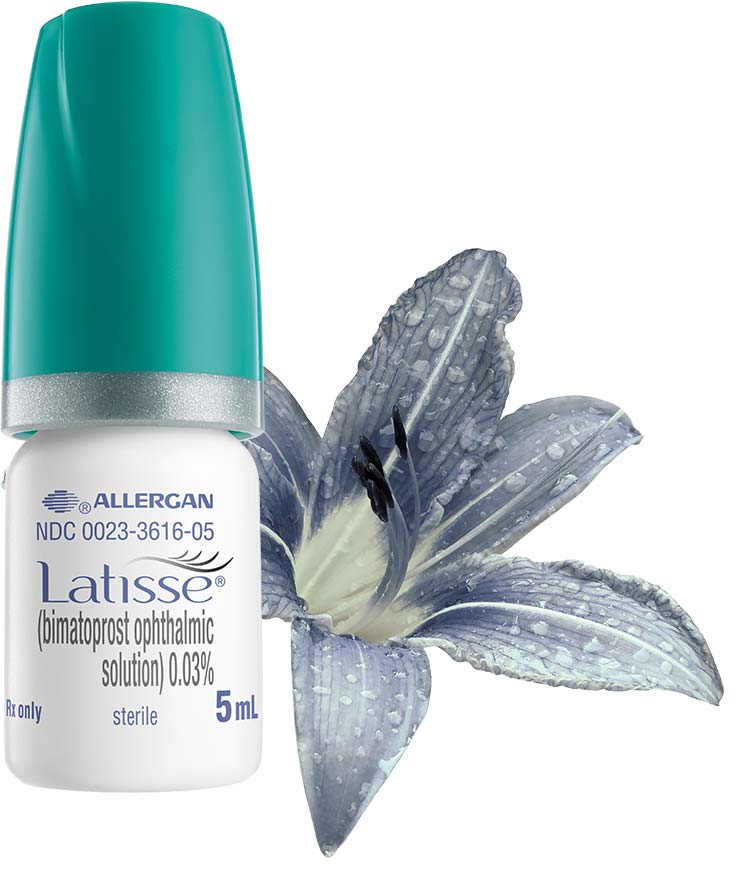 ® ALLERGAN
NDC 0023-3616-05
Latisse®
(bimatoprost ophthalmic
solution) 0.03%
Rx only
sterile
5 mL